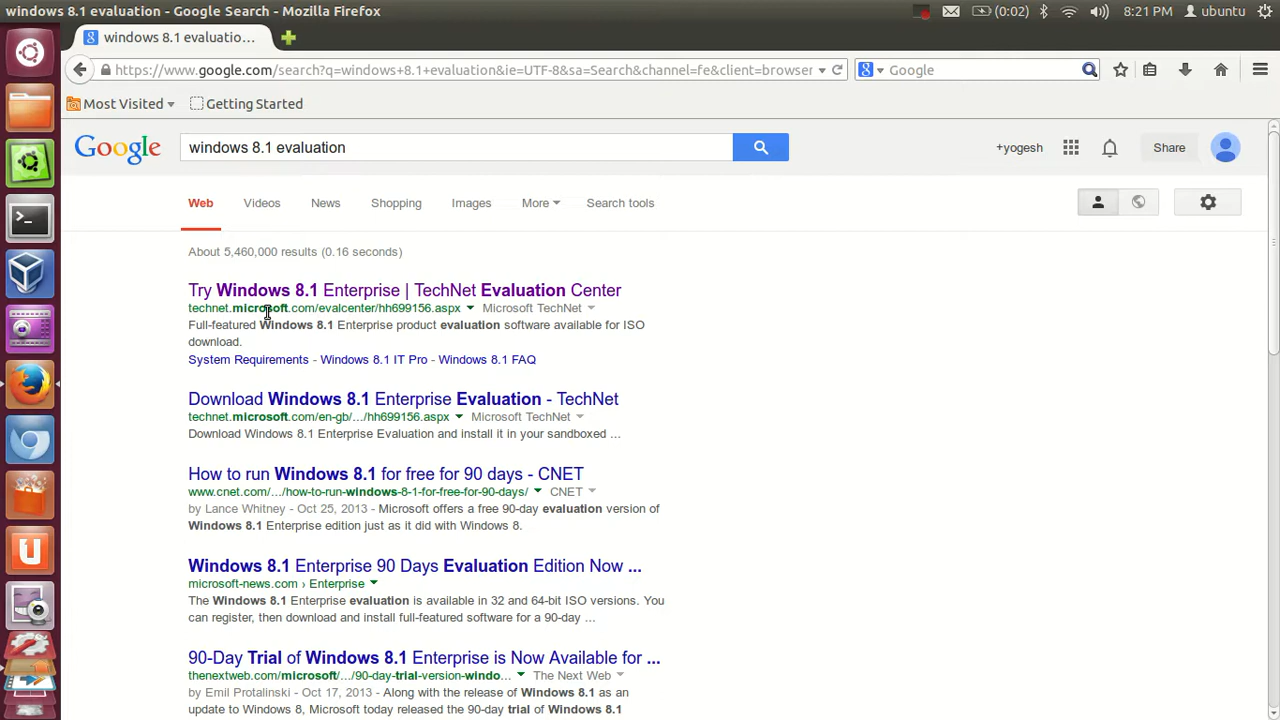 windows 8.1 evaluation - Google Search - Mozilla Firefox
(0:02)
8:21 PM
ubuntu
windows 8.1 evaluatio...
https://www.google.com/search?q=windows+8.1+evaluation&ie=UTF-8&sa=Search&channel=fe&client=browser
Google
Most Visited
Getting Started
Google
windows 8.1 evaluation
+yogesh
Share
Web
Videos
News
Shopping
Images
More
Search tools
About 5,460,000 results (0.16 seconds)
Try Windows 8.1 Enterprise | TechNet Evaluation Center
technet.microsoft.com/evalcenter/hh699156.aspx Microsoft TechNet
Full-featured Windows 8.1 Enterprise product evaluation software available for ISO
download.
System Requirements - Windows 8.1 IT Pro - Windows 8.1 FAQ
Download Windows 8.1 Enterprise Evaluation - TechNet
technet.microsoft.com/en-gb/.../hh699156.aspx Microsoft TechNet
Download Windows 8.1 Enterprise Evaluation and install it in your sandboxed ...
How to run Windows 8.1 for free for 90 days - CNET
www.cnet.com/.../how-to-run-windows-8-1-for-free-for-90-days/ CNET
by Lance Whitney - Oct 25, 2013 - Microsoft offers a free 90-day evaluation version of
Windows 8.1 Enterprise edition just as it did with Windows 8.
Windows 8.1 Enterprise 90 Days Evaluation Edition Now ...
microsoft-news.com › Enterprise
The Windows 8.1 Enterprise evaluation is available in 32 and 64-bit ISO versions. You
can register, then download and install full-featured software for a 90-day ...
90-Day Trial of Windows 8.1 Enterprise is Now Available for ...
thenextweb.com/microsoft/.../90-day-trial-version-windo... The Next Web
by Emil Protalinski - Oct 17, 2013 - Along with the release of Windows 8.1 as an
update to Windows 8, Microsoft today released the 90-day trial of Windows 8.1